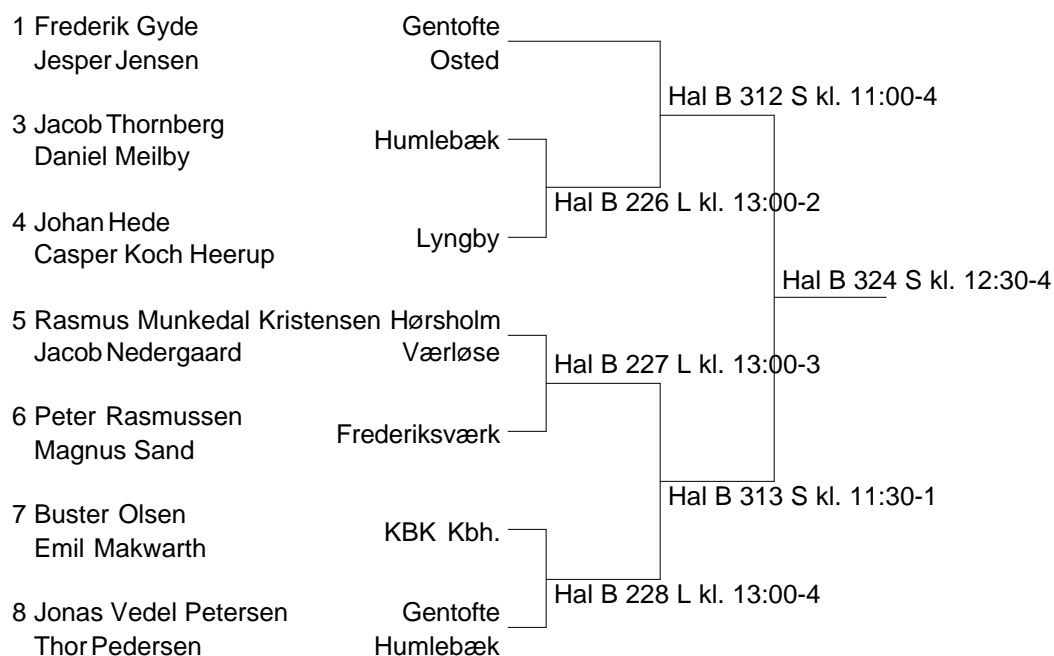 1 Frederik Gyde Gentofte
Jesper Jensen Osted
Hal B 312 S kl. 11:00-4
3 Jacob Thornberg
Daniel Meilby
Humlebæk
Hal B 226 L kl. 13:00-2
4 Johan Hede
Casper Koch Heerup
Lyngby
Hal B 324 S kl. 12:30-4
5 Rasmus Munkedal Kristensen Hørsholm
Jacob Nedergaard Værløse
Hal B 227 L kl. 13:00-3
6 Peter Rasmussen
Magnus Sand
Frederiksværk
Hal B 313 S kl. 11:30-1
7 Buster Olsen
Emil Makwarth
KBK Kbh.
Hal B 228 L kl. 13:00-4
8 Jonas Vedel Petersen Gentofte
Thor Pedersen Humlebæk